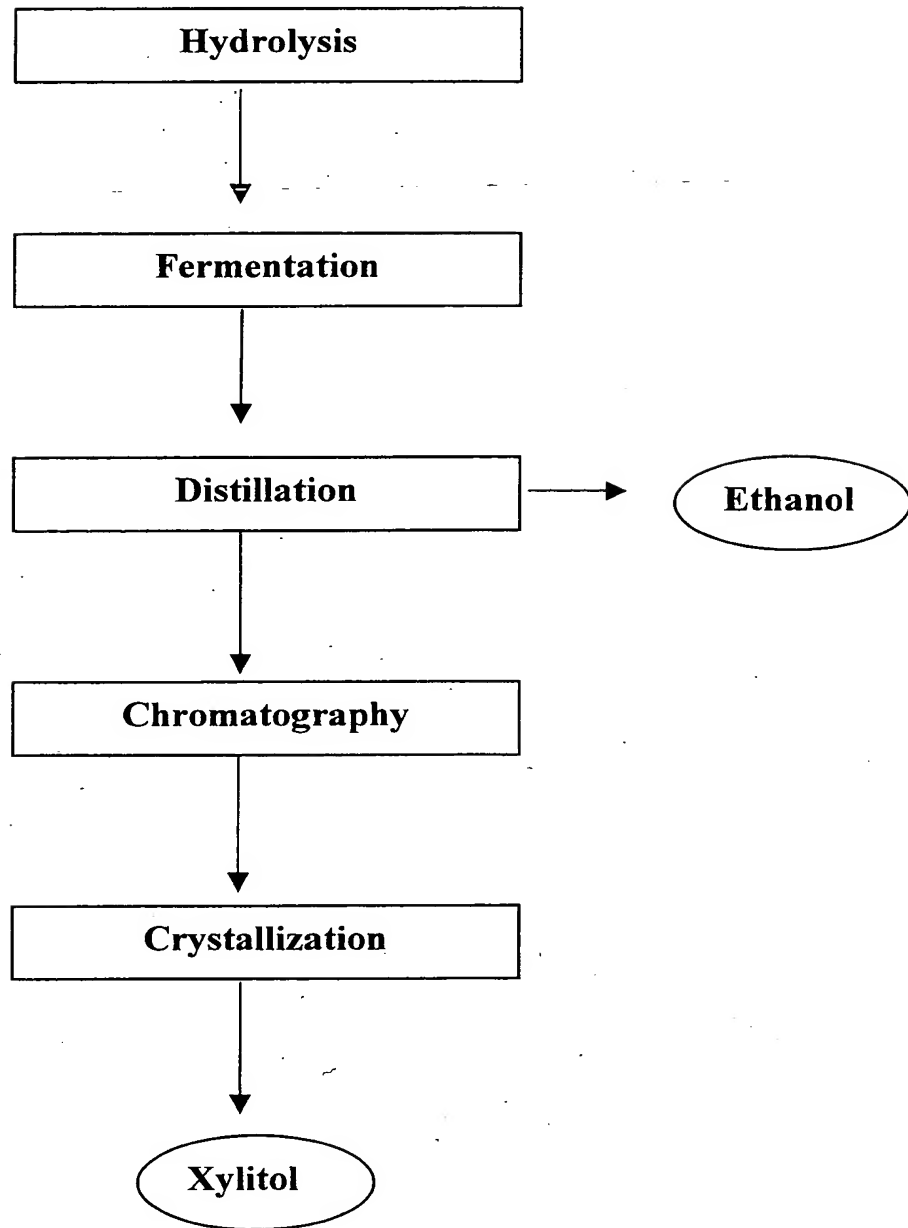 Hydrolysis
Fermentation
Distillation
Ethanol
Chromatography
Crystallization
Xylitol